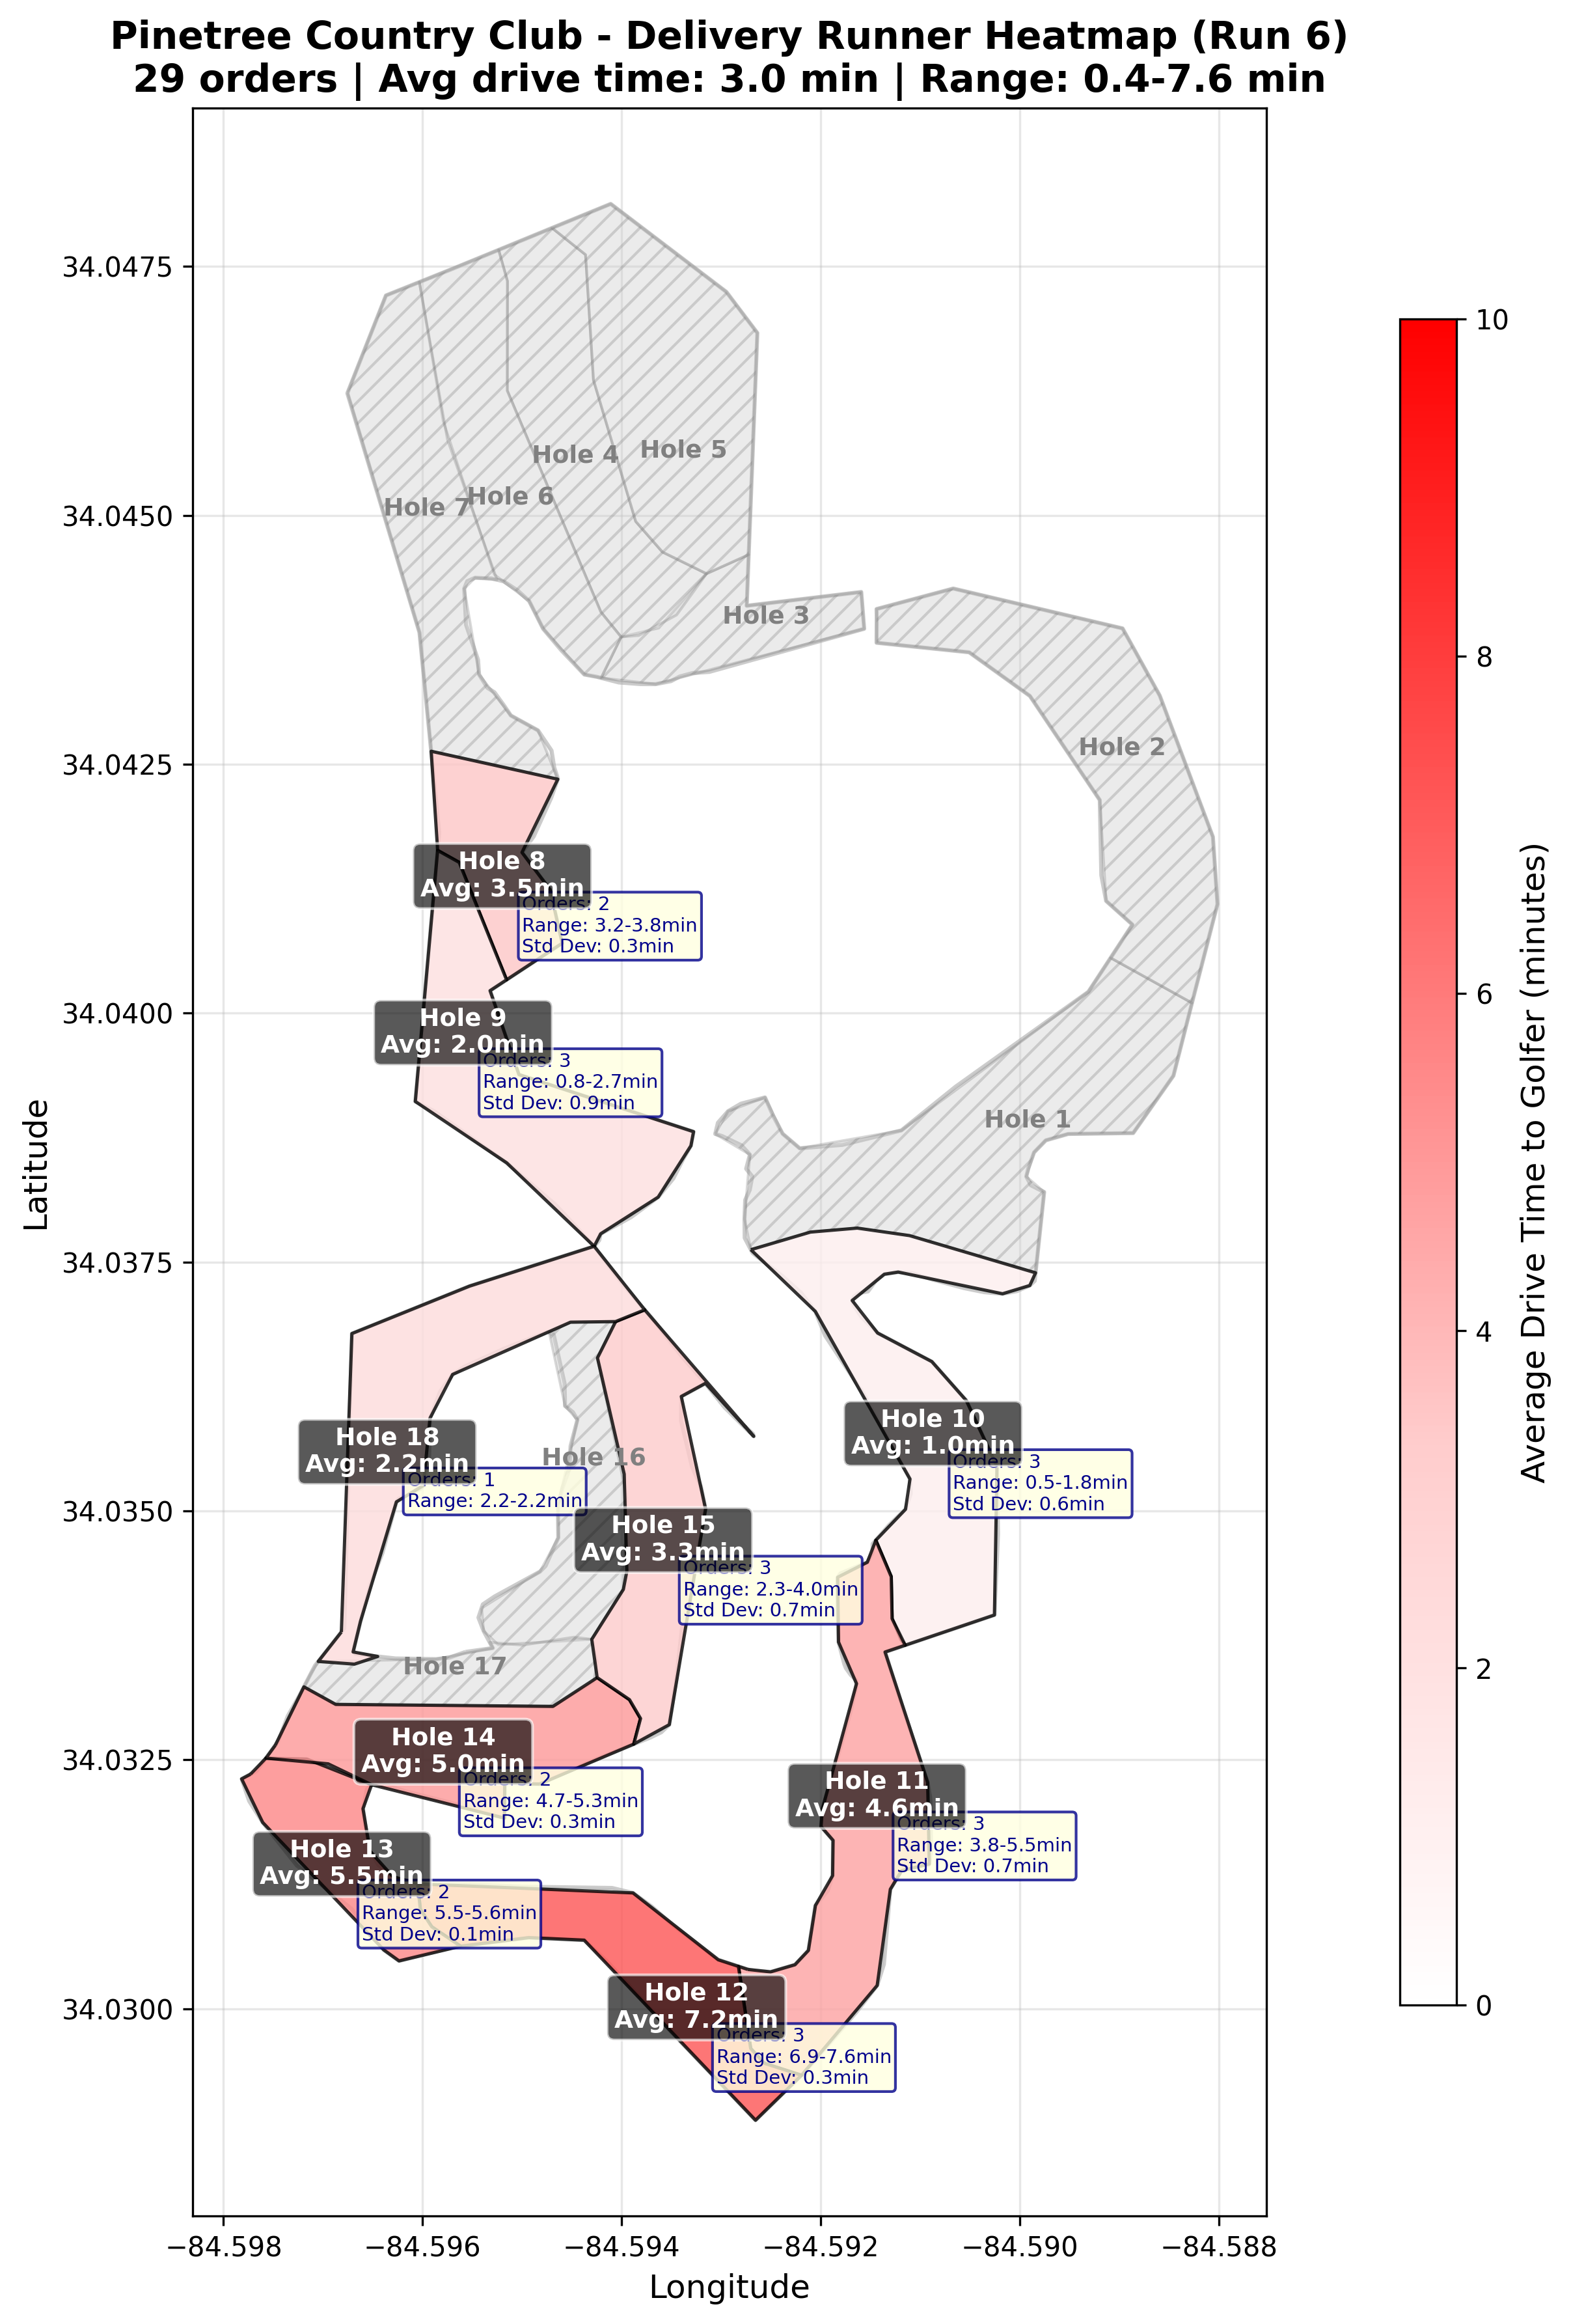 Pinetree Country Club - Delivery Runner Heatmap (Run 6)
29 orders | Avg drive time: 3.0 min | Range: 0.4-7.6 min
Latitude
34.0475
34.0450
34.0425
34.0400
34.0375
34.0350
34.0325
34.0300
Hole 4
Hole 5
Hole 6
Hole 7
Hole 3
Hole 2
Hole 8
Avg: 3.5min
Orders: 2
Range: 3.2-3.8min
Std Dev: 0.3min
Hole 9
Avg: 2.0min
Orders: 3
Range: 0.8-2.7min
Std Dev: 0.9min
Hole 1
Hole 10
Avg: 1.0min
Orders: 3
Range: 0.5-1.8min
Std Dev: 0.6min
Hole 18
Avg: 2.2min
Orders: 1
Range: 2.2-2.2min
Hole 16
Hole 15
Avg: 3.3min
Orders: 3
Range: 2.3-4.0min
Std Dev: 0.7min
Hole 17
Hole 14
Avg: 5.0min
Orders: 2
Range: 4.7-5.3min
Std Dev: 0.3min
Hole 11
Avg: 4.6min
Orders: 3
Range: 3.8-5.5min
Std Dev: 0.7min
Hole 13
Avg: 5.5min
Orders: 2
Range: 5.5-5.6min
Std Dev: 0.1min
Hole 12
Avg: 7.2min
Orders: 3
Range: 6.9-7.6min
Std Dev: 0.3min
−84.598
−84.596
−84.594
−84.592
−84.590
−84.588
Longitude
10
8
6
4
2
0
Average Drive Time to Golfer (minutes)